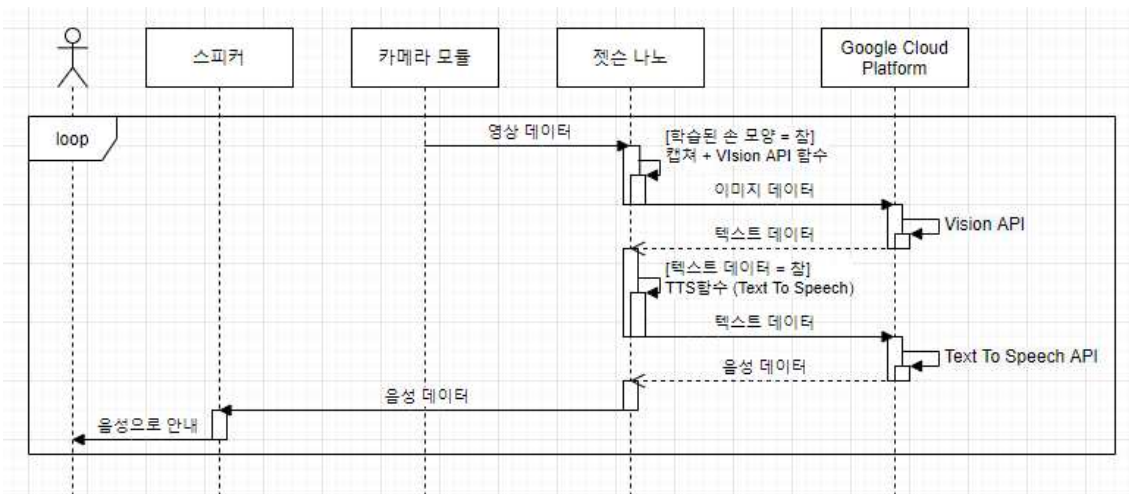 스피커
카메라 모듈
젯슨 나노
Google Cloud
Platform
loop
영상 데이터
[학습된 손 모양 = 참]
캡쳐 + VIsion API 함수
이미지 데이터
Vision API
텍스트 데이터
[텍스트 데이터 = 참]
TTS함수 (Text To Speech)
텍스트 데이터
Text To Speech API
음성 데이터
음성 데이터
음성으로 안내